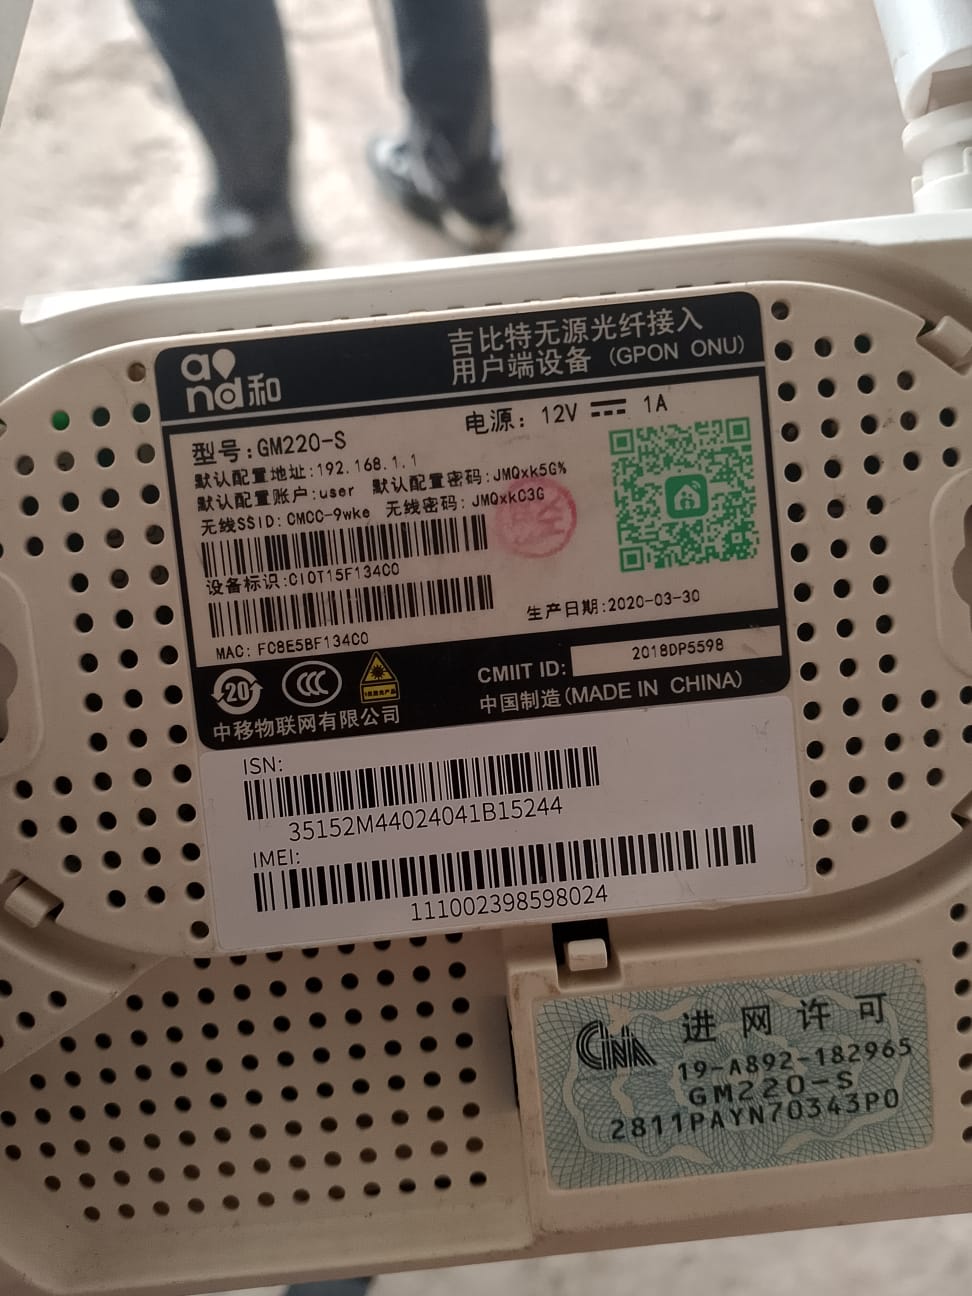 and和
吉比特无源光纤接入
用户端设备 (GPON ONU)
型号:GM220-S
电源: 12V ⎓ 1A
默认配置地址:192.168.1.1
默认配置账户:user 默认配置密码:JMQxk5G%
无线SSID:CMCC-9wke 无线密码:JMQxkC3G
设备标识:CIOT15F134C0
生产日期:2020-03-30
MAC: FC8E5BF134C0
CMIIT ID: 2018DP5598
20
中国制造(MADE IN CHINA)
中移物联网有限公司
ISN:
35152M44024041B15244
IMEI:
111002398598024
CNA 进网许可
19-A892-182965
GM220-S
2811PAYN70343P0